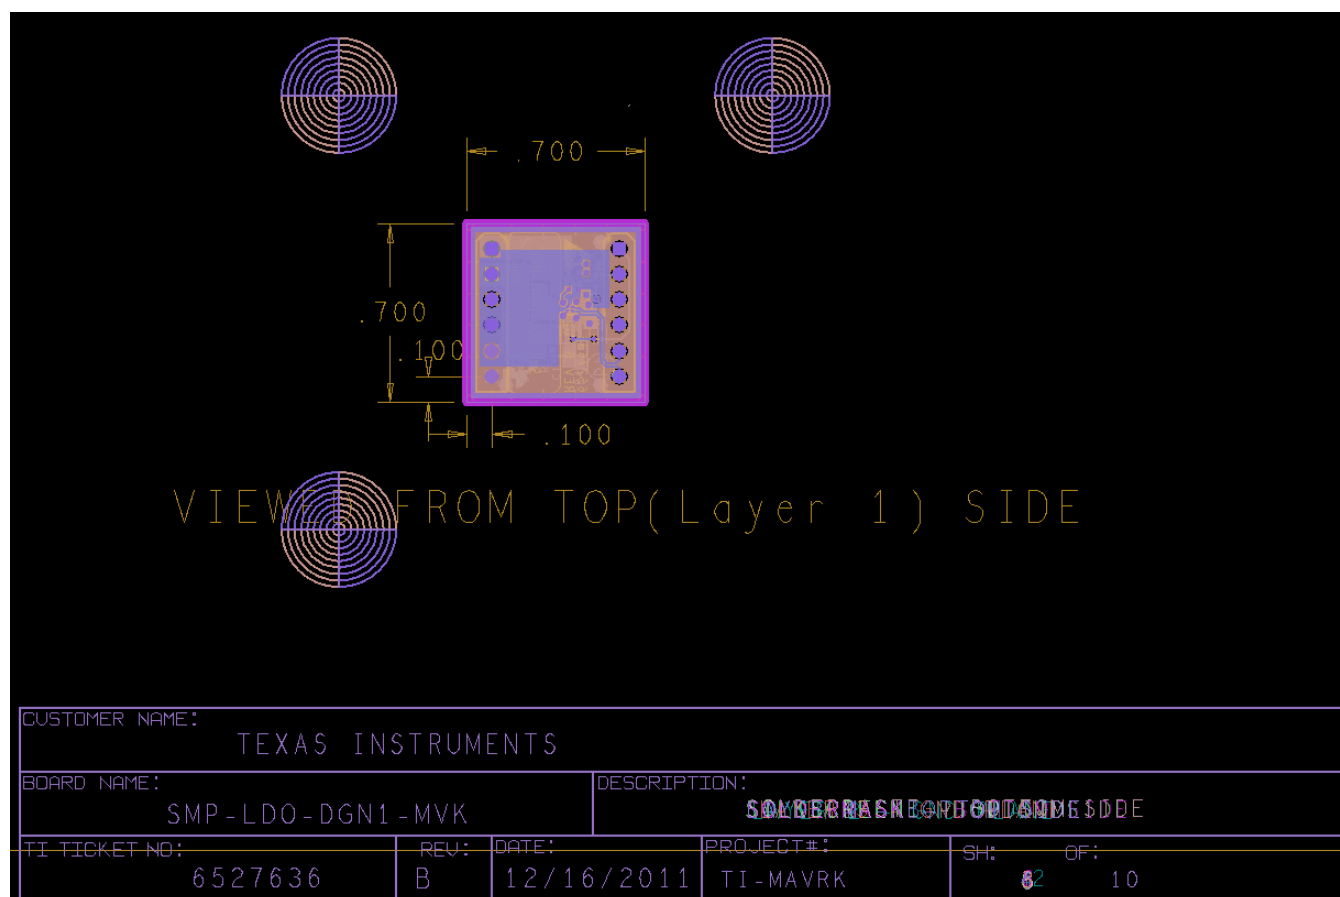 .700
.700
.100
.100
VIEWED FROM TOP(Layer 1) SIDE
CUSTOMER NAME:
TEXAS INSTRUMENTS
BOARD NAME:
SMP-LDO-DGN1-MVK
DESCRIPTION:
SIDE
TI TICKET NO:
6527636
REV:
B
DATE:
12/16/2011
PROJECT#:
TI-MAVRK
SH:
OF:
10